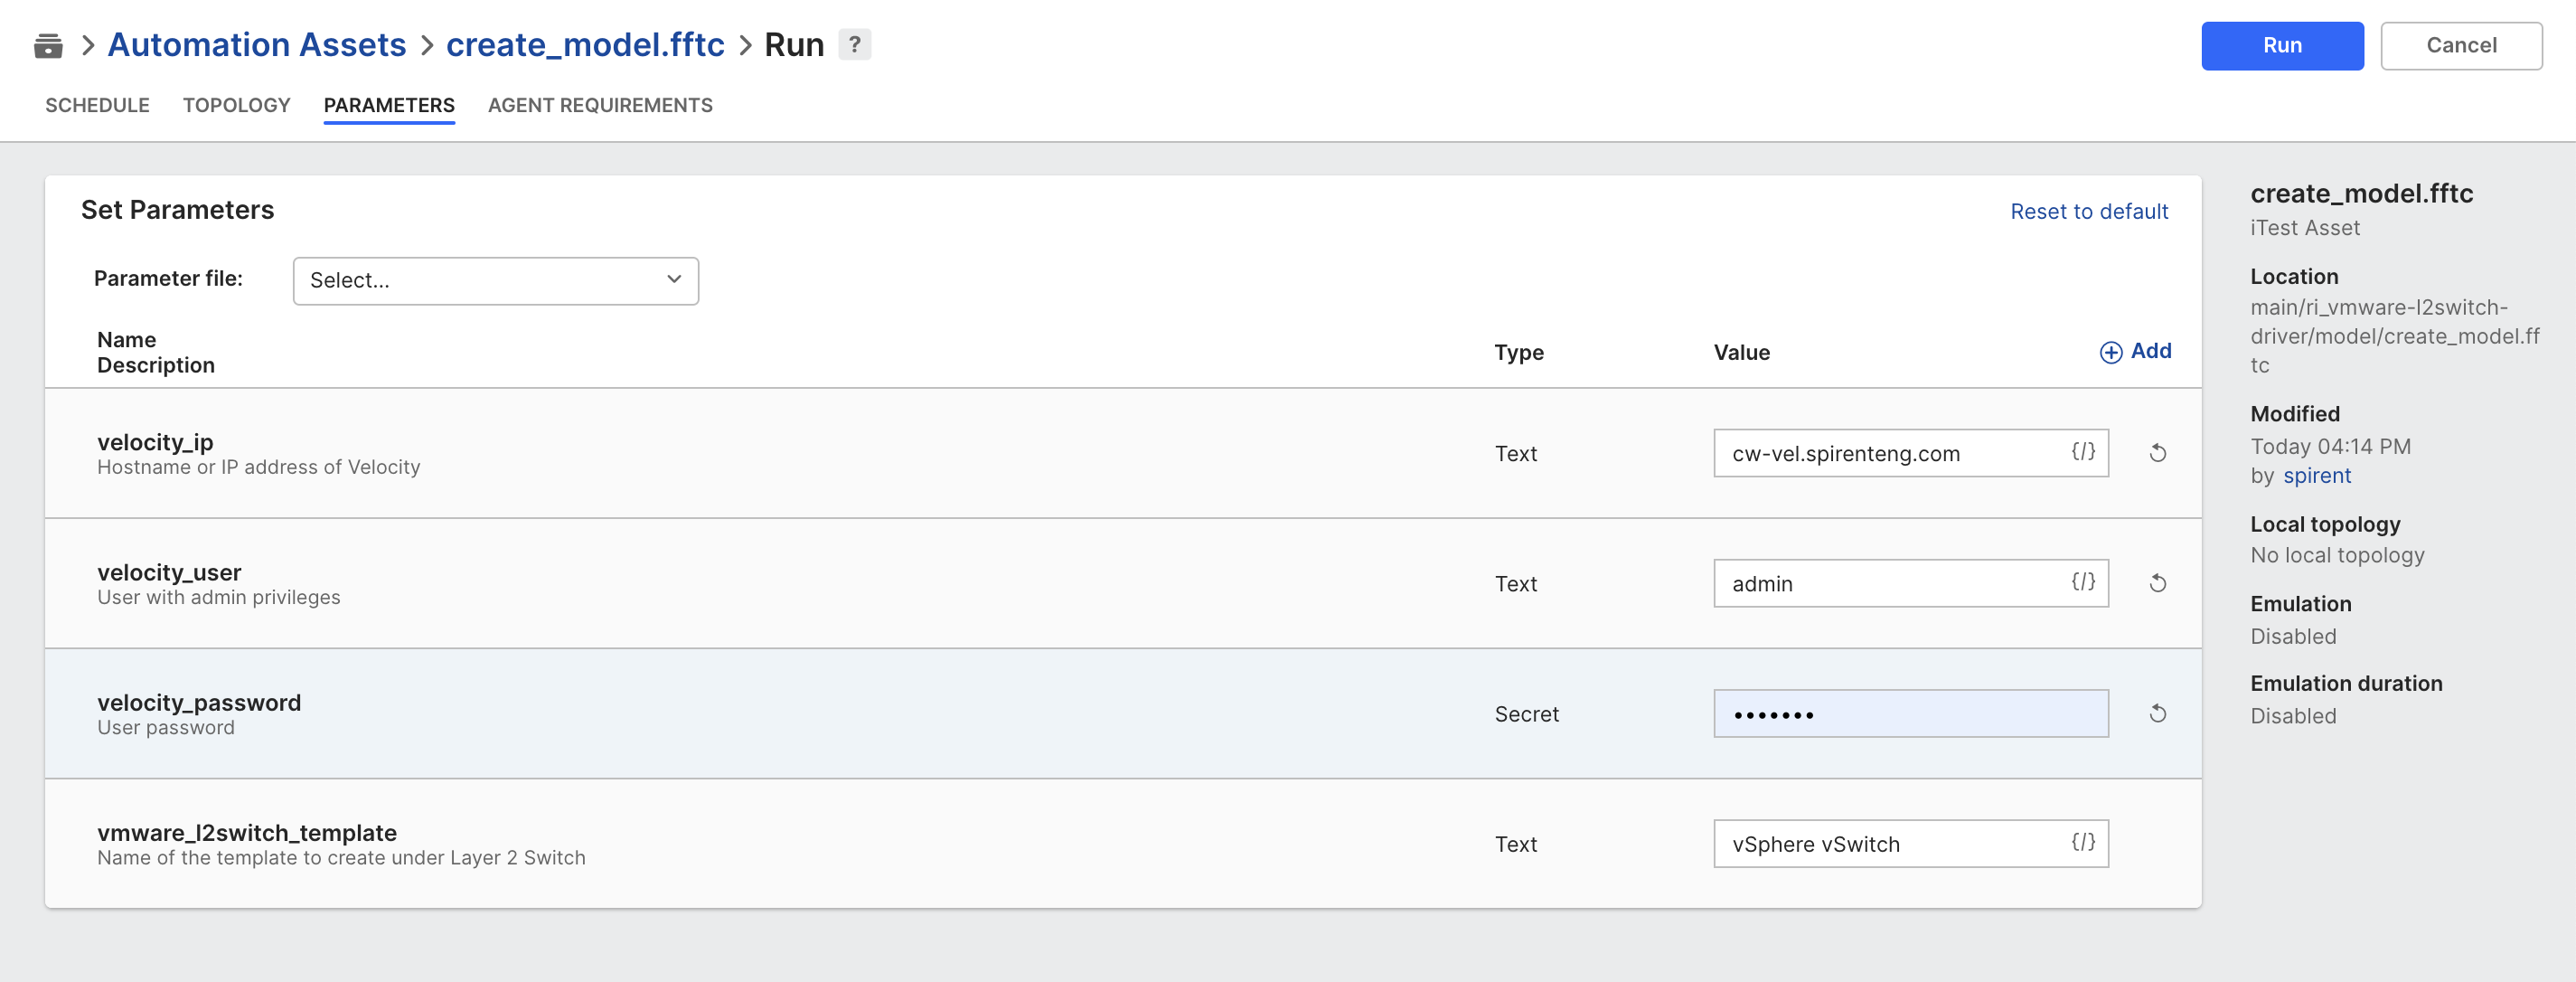 Automation Assets > create_model.fftc > Run ?
Run
Cancel
SCHEDULE TOPOLOGY PARAMETERS AGENT REQUIREMENTS
Set Parameters
Reset to default
Parameter file:
Select...
Name
Description
Type
Value
Add
velocity_ip
Hostname or IP address of Velocity
Text
cw-vel.spirenteng.com {/}
velocity_user
User with admin privileges
Text
admin {/}
velocity_password
User password
Secret
•••••••
vmware_l2switch_template
Name of the template to create under Layer 2 Switch
Text
vSphere vSwitch {/}
create_model.fftc
iTest Asset
Location
main/ri_vmware-l2switch-
driver/model/create_model.ff
tc
Modified
Today 04:14 PM
by spirent
Local topology
No local topology
Emulation
Disabled
Emulation duration
Disabled